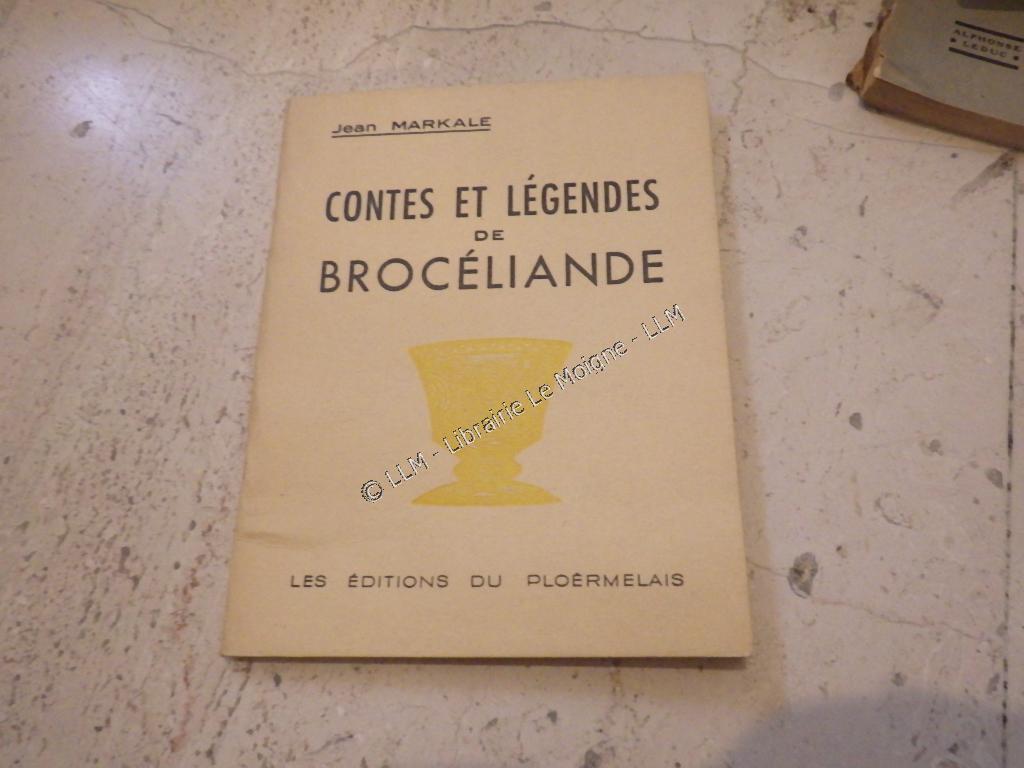 Jean MARKALE
CONTES ET LÉGENDES
DE
BROCÉLIANDE
© LLM - Librairie Le Moigne - LLM
LES ÉDITIONS DU PLOËRMELAIS
ALPHONSE
• LEDUC •